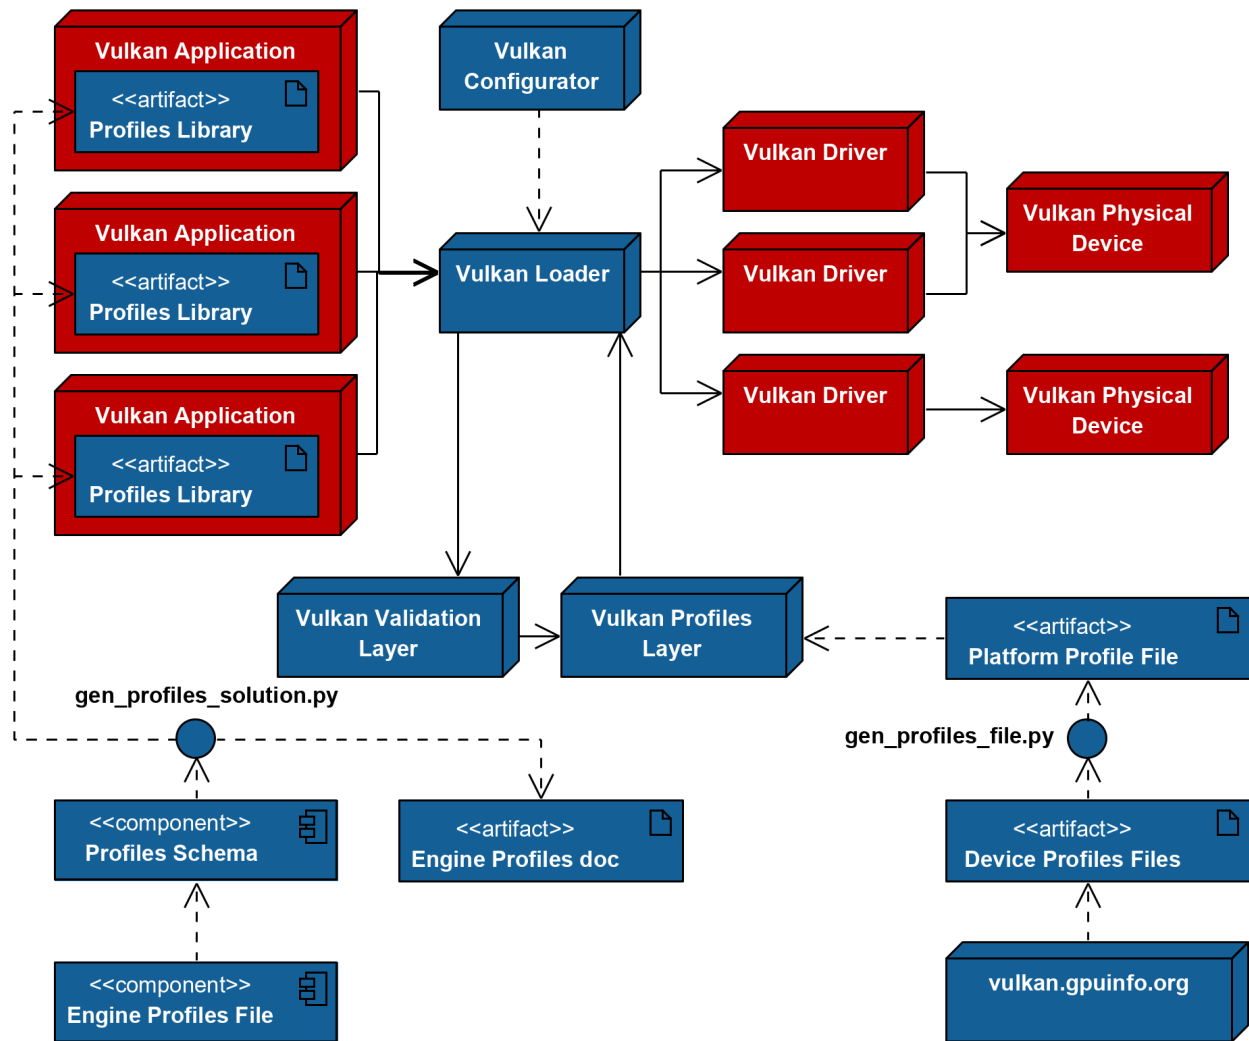 Vulkan Application
<<artifact>>
Profiles Library
Vulkan
Configurator
Vulkan Driver
Vulkan Physical
Device
Vulkan Application
<<artifact>>
Profiles Library
Vulkan Loader
Vulkan Driver
Vulkan Driver
Vulkan Physical
Device
Vulkan Application
<<artifact>>
Profiles Library
Vulkan Validation
Layer
Vulkan Profiles
Layer
<<artifact>>
Platform Profile File
gen_profiles_solution.py
gen_profiles_file.py
<<component>>
Profiles Schema
<<artifact>>
Engine Profiles doc
<<artifact>>
Device Profiles Files
<<component>>
Engine Profiles File
vulkan.gpuinfo.org